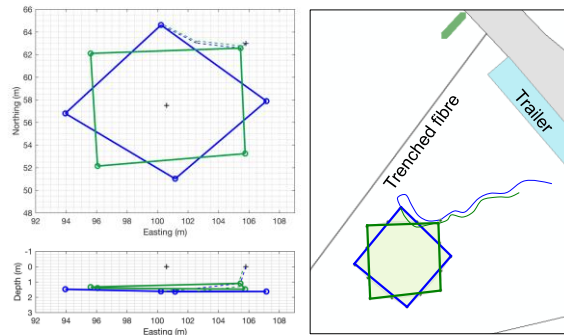 66
64
62
60
58
56
54
52
50
48
Northing (m)
92 94 96 98 100 102 104 106 108
Easting (m)
-1
0
1
2
3
Depth (m)
92 94 96 98 100 102 104 106 108
Easting (m)
Trenched fibre
Trailer